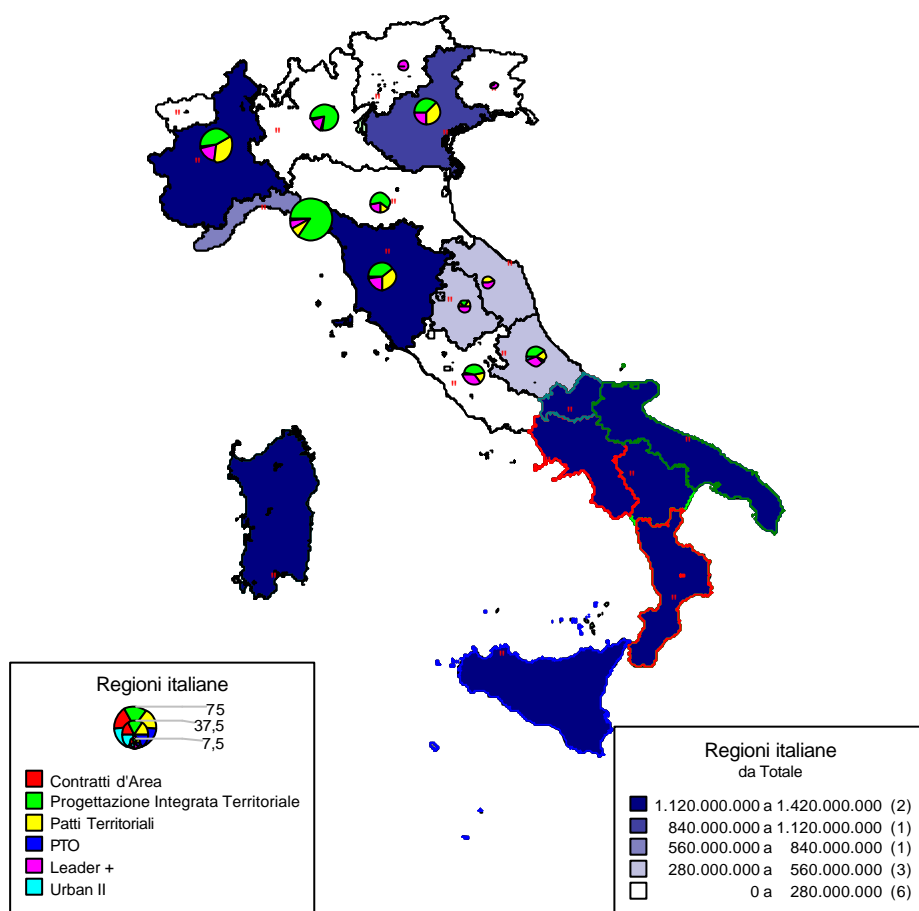 Regioni italiane
75
37,5
7,5
Contratti d'Area
Progettazione Integrata Territoriale
Patti Territoriali
PTO
Leader +
Urban II
Regioni italiane
da Totale
1.120.000.000 a 1.420.000.000 (2)
840.000.000 a 1.120.000.000 (1)
560.000.000 a 840.000.000 (1)
280.000.000 a 560.000.000 (3)
0 a 280.000.000 (6)